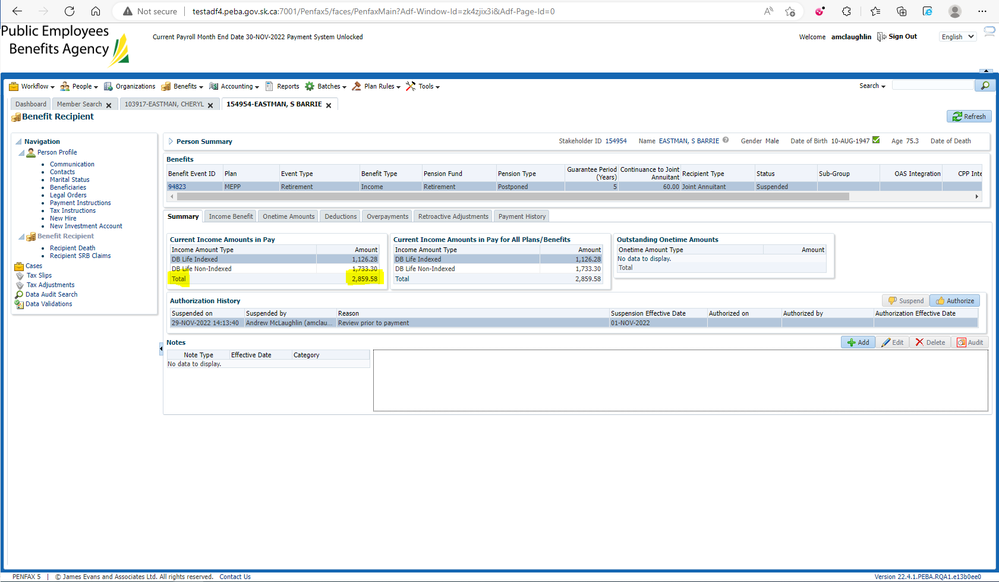 Not secure | testadf4.peba.gov.sk.ca:7001/Penfax5/faces/PenfaxMain?Adf-Window-Id=zk4zjix3i&Adf-Page-Id=0
Public Employees
Benefits Agency
Current Payroll Month End Date 30-NOV-2022 Payment System Unlocked
Welcome amclaughlin Sign Out English
Workflow People Organizations Benefits Accounting Reports Batches Plan Rules Tools Search
Dashboard Member Search 103917-EASTMAN, CHERYL 154954-EASTMAN, S BARRIE
Benefit Recipient
Refresh
Navigation
Person Profile
Communication
Contacts
Marital Status
Beneficiaries
Legal Orders
Payment Instructions
Tax Instructions
New Hire
New Investment Account
Benefit Recipient
Recipient Death
Recipient SRB Claims
Cases
Tax Slips
Tax Adjustments
Data Audit Search
Data Validations
Person Summary Stakeholder ID 154954 Name EASTMAN, S BARRIE Gender Male Date of Birth 10-AUG-1947 Age 75.3 Date of Death
Benefits
Benefit Event ID Plan Event Type Benefit Type Pension Fund Pension Type Guarantee Period (Years) Continuance to Joint Annuitant Recipient Type Status Sub-Group OAS Integration CPP Inte
94823 MEPP Retirement Income Retirement Postponed 5 60.00 Joint Annuitant Suspended
Summary Income Benefit Onetime Amounts Deductions Overpayments Retroactive Adjustments Payment History
Current Income Amounts in Pay
Income Amount Type Amount
DB Life Indexed 1,126.28
DB Life Non-Indexed 1,733.30
Total 2,859.58
Current Income Amounts in Pay for All Plans/Benefits
Income Amount Type Amount
DB Life Indexed 1,126.28
DB Life Non-Indexed 1,733.30
Total 2,859.58
Outstanding Onetime Amounts
Onetime Amount Type Amount
No data to display.
Total
Authorization History
Suspend Authorize
Suspended on Suspended by Reason Suspension Effective Date Authorized on Authorized by Authorization Effective Date
29-NOV-2022 14:13:40 Andrew McLaughlin (amclau... Review prior to payment 01-NOV-2022
Notes
Add Edit Delete Audit
Note Type Effective Date Category
No data to display.
PENFAX 5 | © James Evans and Associates Ltd. All rights reserved. Contact Us
Version 22.4.1.PEBA.RQA1.e13b0ee0